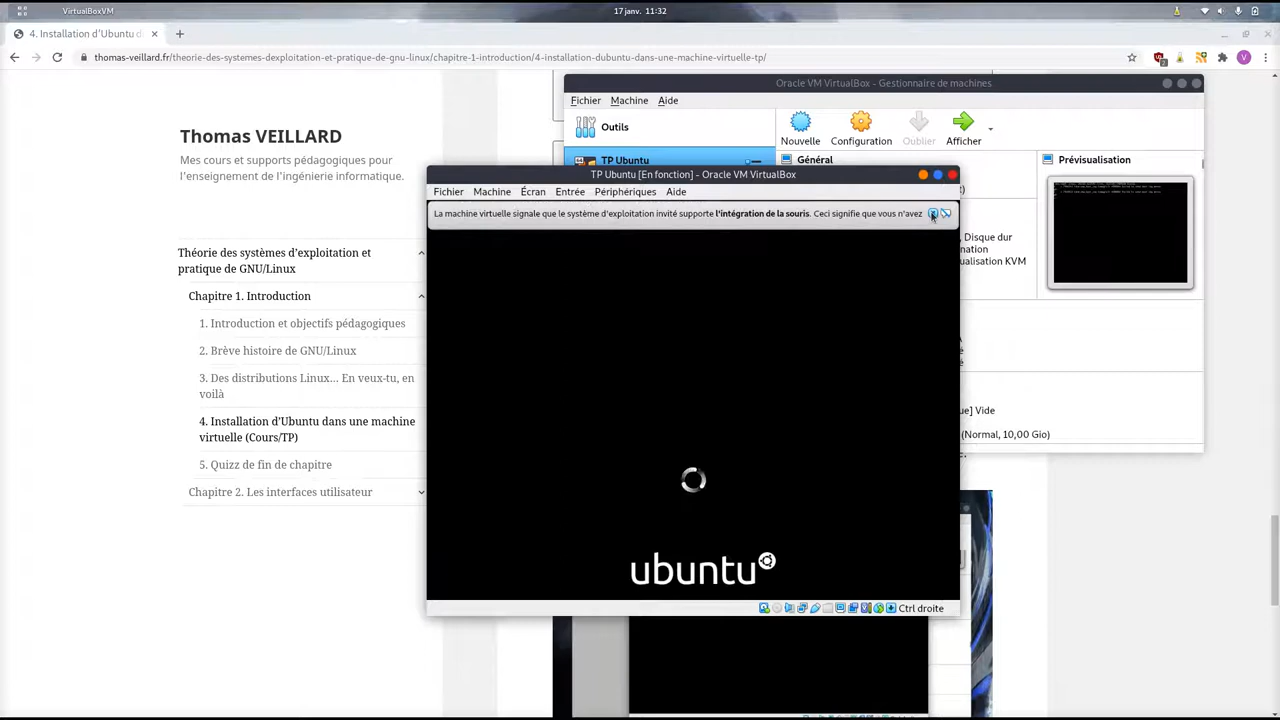 VirtualBoxVM
17 janv. 11:32
4. Installation d'Ubuntu d
thomas-veillard.fr/theorie-des-systemes-dexploitation-et-pratique-de-gnu-linux/chapitre-1-introduction/4-installation-dubuntu-dans-une-machine-virtuelle-tp/
2
V
Thomas VEILLARD
Mes cours et supports pédagogiques pour
l'enseignement de l'ingénierie informatique.
Théorie des systèmes d'exploitation et
pratique de GNU/Linux
Chapitre 1. Introduction
1. Introduction et objectifs pédagogiques
2. Brève histoire de GNU/Linux
3. Des distributions Linux… En veux-tu, en
voilà
4. Installation d'Ubuntu dans une machine
virtuelle (Cours/TP)
5. Quizz de fin de chapitre
Chapitre 2. Les interfaces utilisateur
Oracle VM VirtualBox - Gestionnaire de machines
Fichier Machine Aide
Outils
Nouvelle Configuration Oublier Afficher
TP Ubuntu
Général
Prévisualisation
, Disque dur
nation
ualisation KVM
ue] Vide
(Normal, 10,00 Gio)
TP Ubuntu [En fonction] - Oracle VM VirtualBox
Fichier Machine Écran Entrée Périphériques Aide
La machine virtuelle signale que le système d'exploitation invité supporte l'intégration de la souris. Ceci signifie que vous n'avez
ubuntu
Ctrl droite